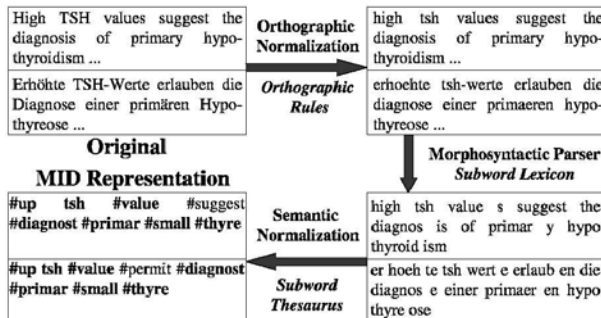 High TSH values suggest the
diagnosis of primary hypo-
thyroidism ...
Erhöhte TSH-Werte erlauben die
Diagnose einer primären Hypo-
thyreose ...
Original
Orthographic
Normalization
Orthographic
Rules
high tsh values suggest the
diagnosis of primary hypo-
thyroidism ...
erhoehte tsh-werte erlauben die
diagnose einer primaeren hypo-
thyreose ...
Morphosyntactic Parser
Subword Lexicon
high tsh value s suggest the
diagnos is of primar y hypo
thyroid ism
er hoeh te tsh wert e erlaub en die
diagnos e einer primaer en hypo
thyre ose
Semantic
Normalization
Subword
Thesaurus
MID Representation
#up tsh #value #suggest
#diagnost #primar #small #thyre
#up tsh #value #permit #diagnost
#primar #small #thyre